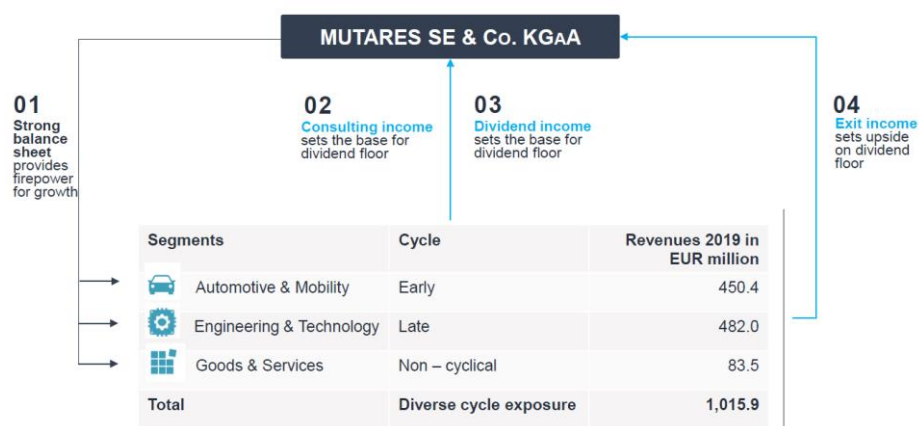 MUTARES SE & CO. KGAA
01
Strong
balance
sheet
provides
firepower
for growth
02
Consulting income
sets the base for
dividend floor
03
Dividend income
sets the base for
dividend floor
04
Exit income
sets upside
on dividend
floor
Segments Cycle Revenues 2019 in
EUR million
Automotive & Mobility Early 450.4
Engineering & Technology Late 482.0
Goods & Services Non – cyclical 83.5
Total Diverse cycle exposure 1,015.9